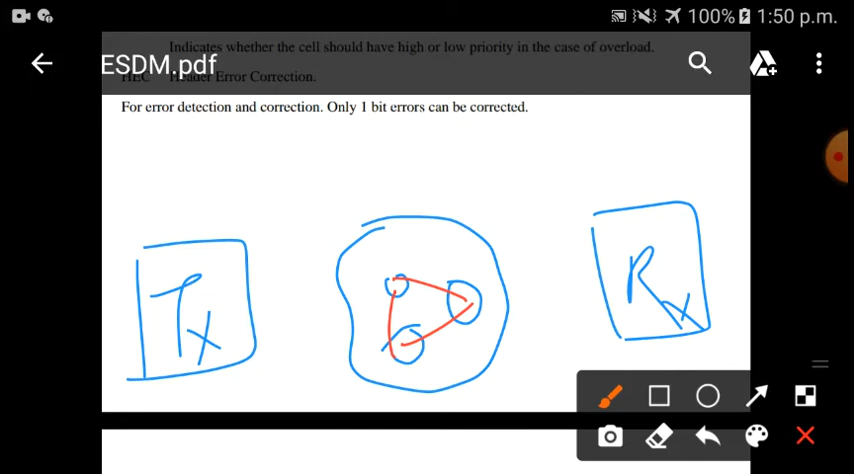 100% 1:50 p.m.
Indicates whether the cell should have high or low priority in the case of overload.
ESDM.pdf
HEC Header Error Correction.
For error detection and correction. Only 1 bit errors can be corrected.
Tx
Rx